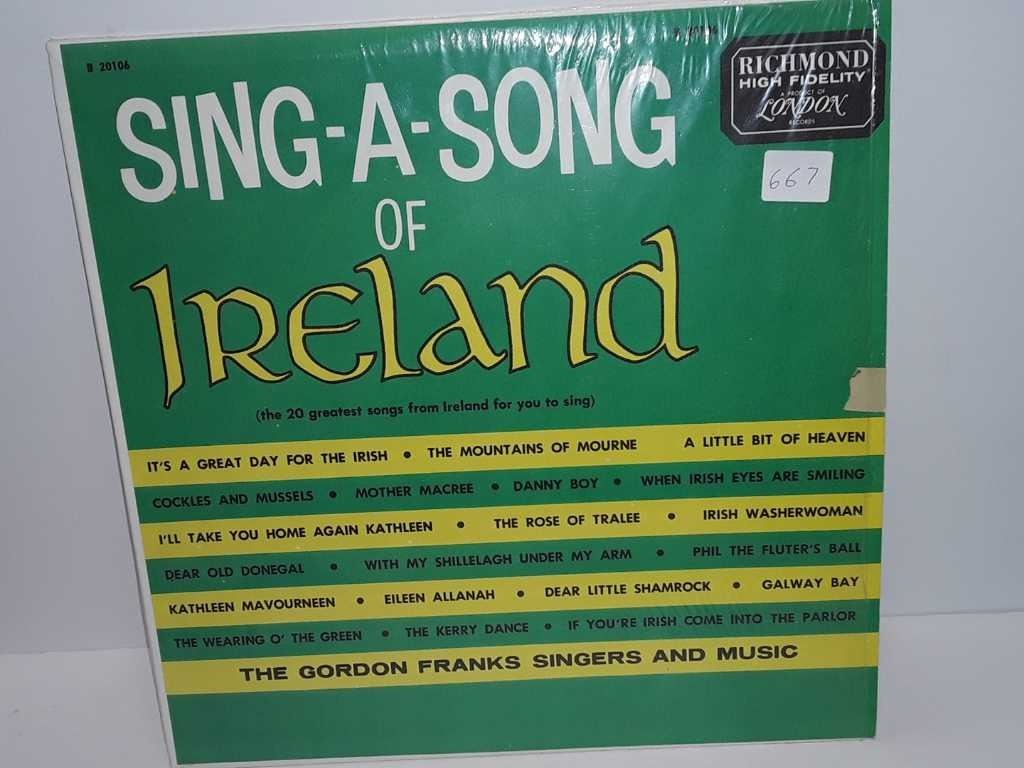 B 20106
B 20106
RICHMOND
HIGH FIDELITY
A PRODUCT OF
LONDON
RECORDS
667
SING-A-SONG
OF
IRELAND
(the 20 greatest songs from Ireland for you to sing)
IT'S A GREAT DAY FOR THE IRISH • THE MOUNTAINS OF MOURNE A LITTLE BIT OF HEAVEN
COCKLES AND MUSSELS • MOTHER MACREE • DANNY BOY • WHEN IRISH EYES ARE SMILING
I'LL TAKE YOU HOME AGAIN KATHLEEN • THE ROSE OF TRALEE • IRISH WASHERWOMAN
DEAR OLD DONEGAL • WITH MY SHILLELAGH UNDER MY ARM • PHIL THE FLUTER'S BALL
KATHLEEN MAVOURNEEN • EILEEN ALLANAH • DEAR LITTLE SHAMROCK • GALWAY BAY
THE WEARING O' THE GREEN • THE KERRY DANCE • IF YOU'RE IRISH COME INTO THE PARLOR
THE GORDON FRANKS SINGERS AND MUSIC